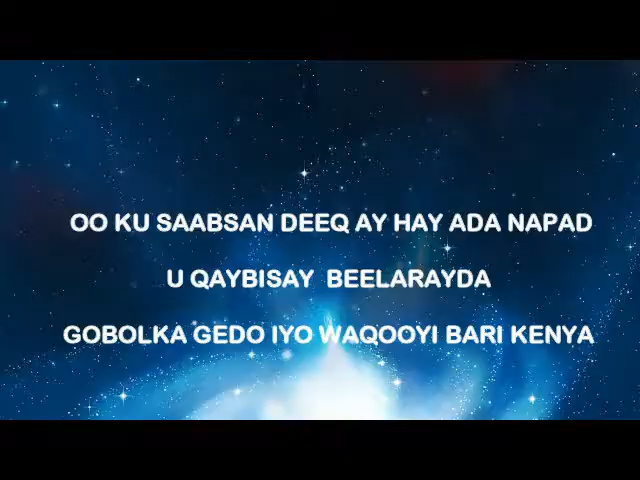 OO KU SAABSAN DEEQ AY HAY ADA NAPAD
U QAYBISAY BEELARAYDA
GOBOLKA GEDO IYO WAQOOYI BARI KENYA